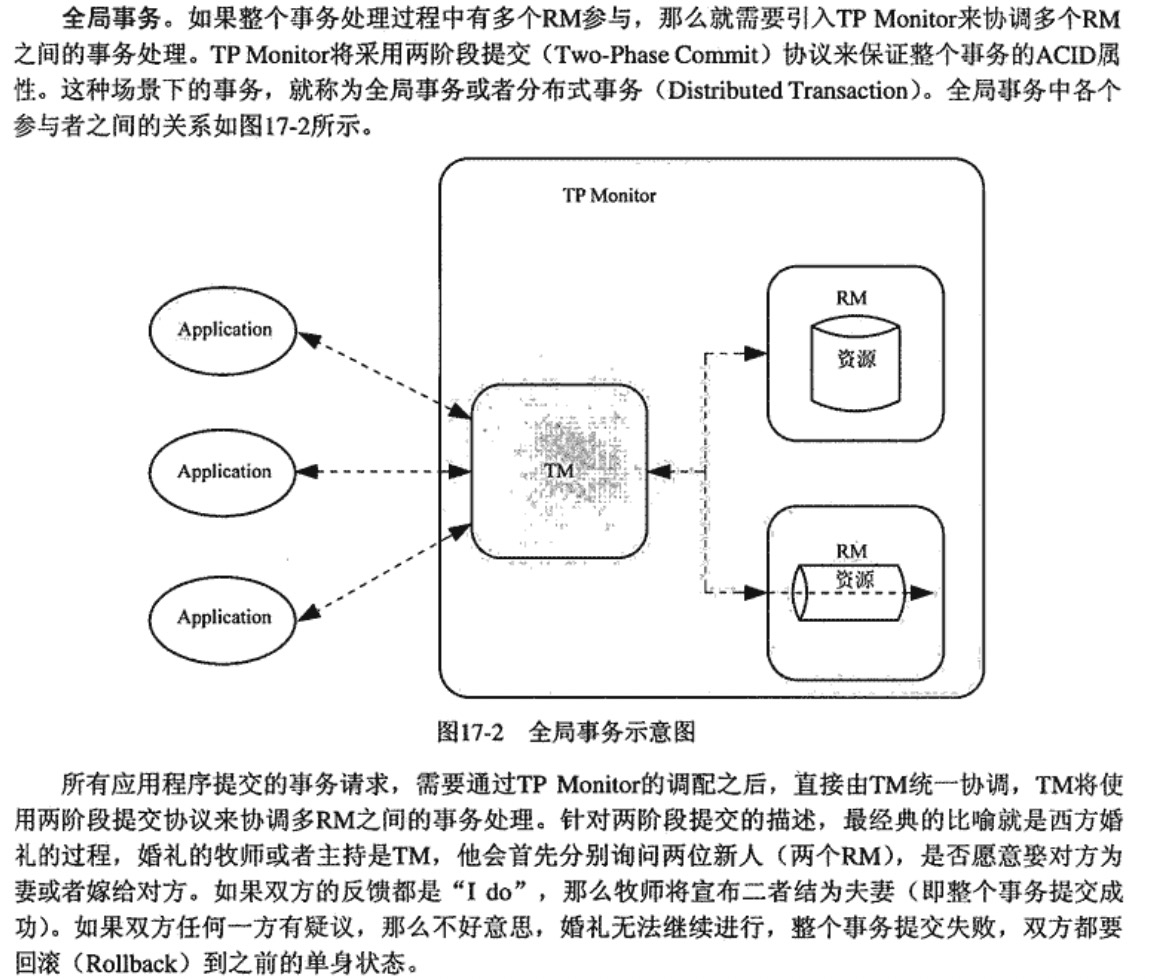 全局事务。如果整个事务处理过程中有多个RM参与，那么就需要引入TP Monitor来协调多个RM
之间的事务处理。TP Monitor将采用两阶段提交（Two-Phase Commit）协议来保证整个事务的ACID属
性。这种场景下的事务，就称为全局事务或者分布式事务（Distributed Transaction）。全局事务中各个
参与者之间的关系如图17-2所示。
TP Monitor
RM
资源
Application
Application
TM
RM
资源
Application
图17-2 全局事务示意图
所有应用程序提交的事务请求，需要通过TP Monitor的调配之后，直接由TM统一协调，TM将使
用两阶段提交协议来协调多RM之间的事务处理。针对两阶段提交的描述，最经典的比喻就是西方婚
礼的过程，婚礼的牧师或者主持是TM，他会首先分别询问两位新人（两个RM），是否愿意娶对方为
妻或者嫁给对方。如果双方的反馈都是“I do”，那么牧师将宣布二者结为夫妻（即整个事务提交成
功）。如果双方任何一方有疑议，那么不好意思，婚礼无法继续进行，整个事务提交失败，双方都要
回滚（Rollback）到之前的单身状态。